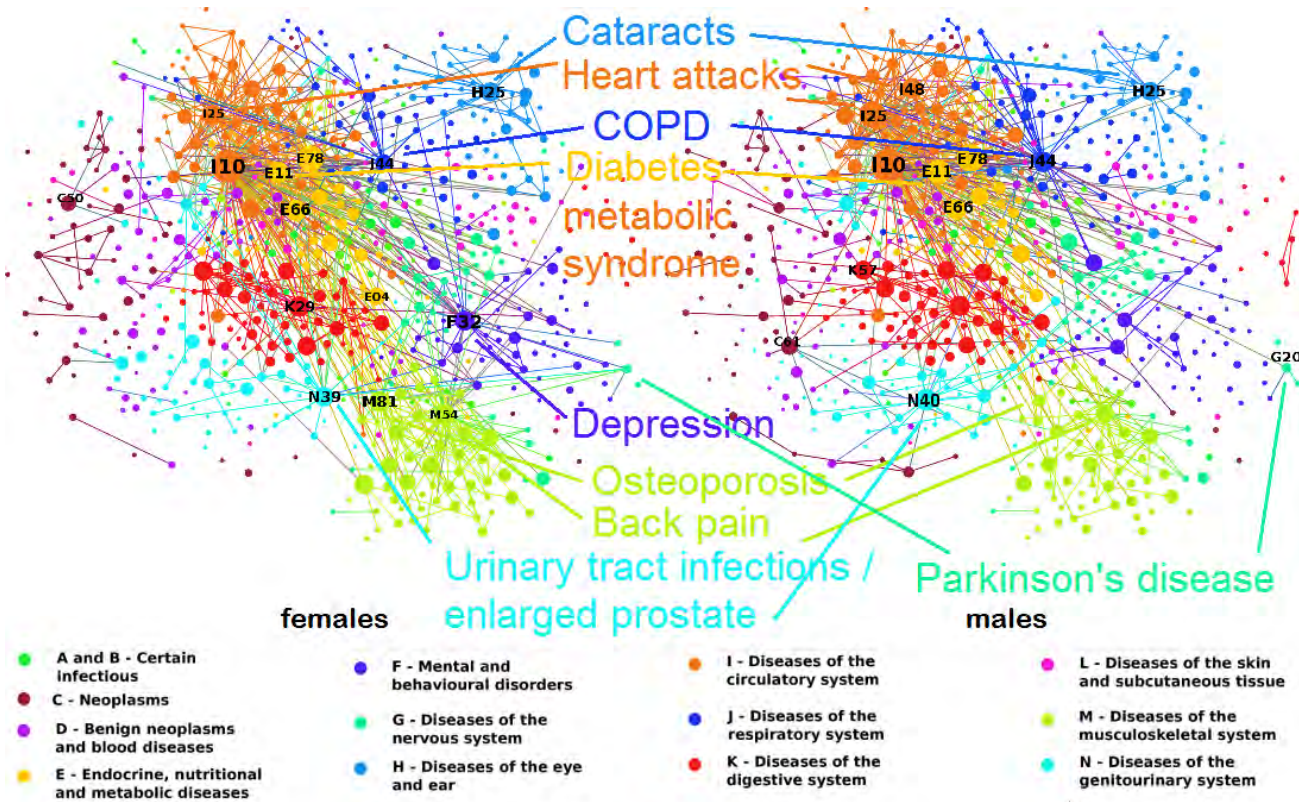 Cataracts
Heart attacks
COPD
Diabetes
metabolic
syndrome
Depression
Osteoporosis
Back pain
Urinary tract infections /
enlarged prostate
Parkinson's disease
I25
H25
I10
E78
E11
J44
C50
E66
E04
K29
F32
N39
M81
M54
I48
I25
H25
I10
E78
E11
J44
E66
K57
C61
G20
N40
females
males
A and B - Certain
infectious
C - Neoplasms
D - Benign neoplasms
and blood diseases
E - Endocrine, nutritional
and metabolic diseases
F - Mental and
behavioural disorders
G - Diseases of the
nervous system
H - Diseases of the eye
and ear
I - Diseases of the
circulatory system
J - Diseases of the
respiratory system
K - Diseases of the
digestive system
L - Diseases of the skin
and subcutaneous tissue
M - Diseases of the
musculoskeletal system
N - Diseases of the
genitourinary system